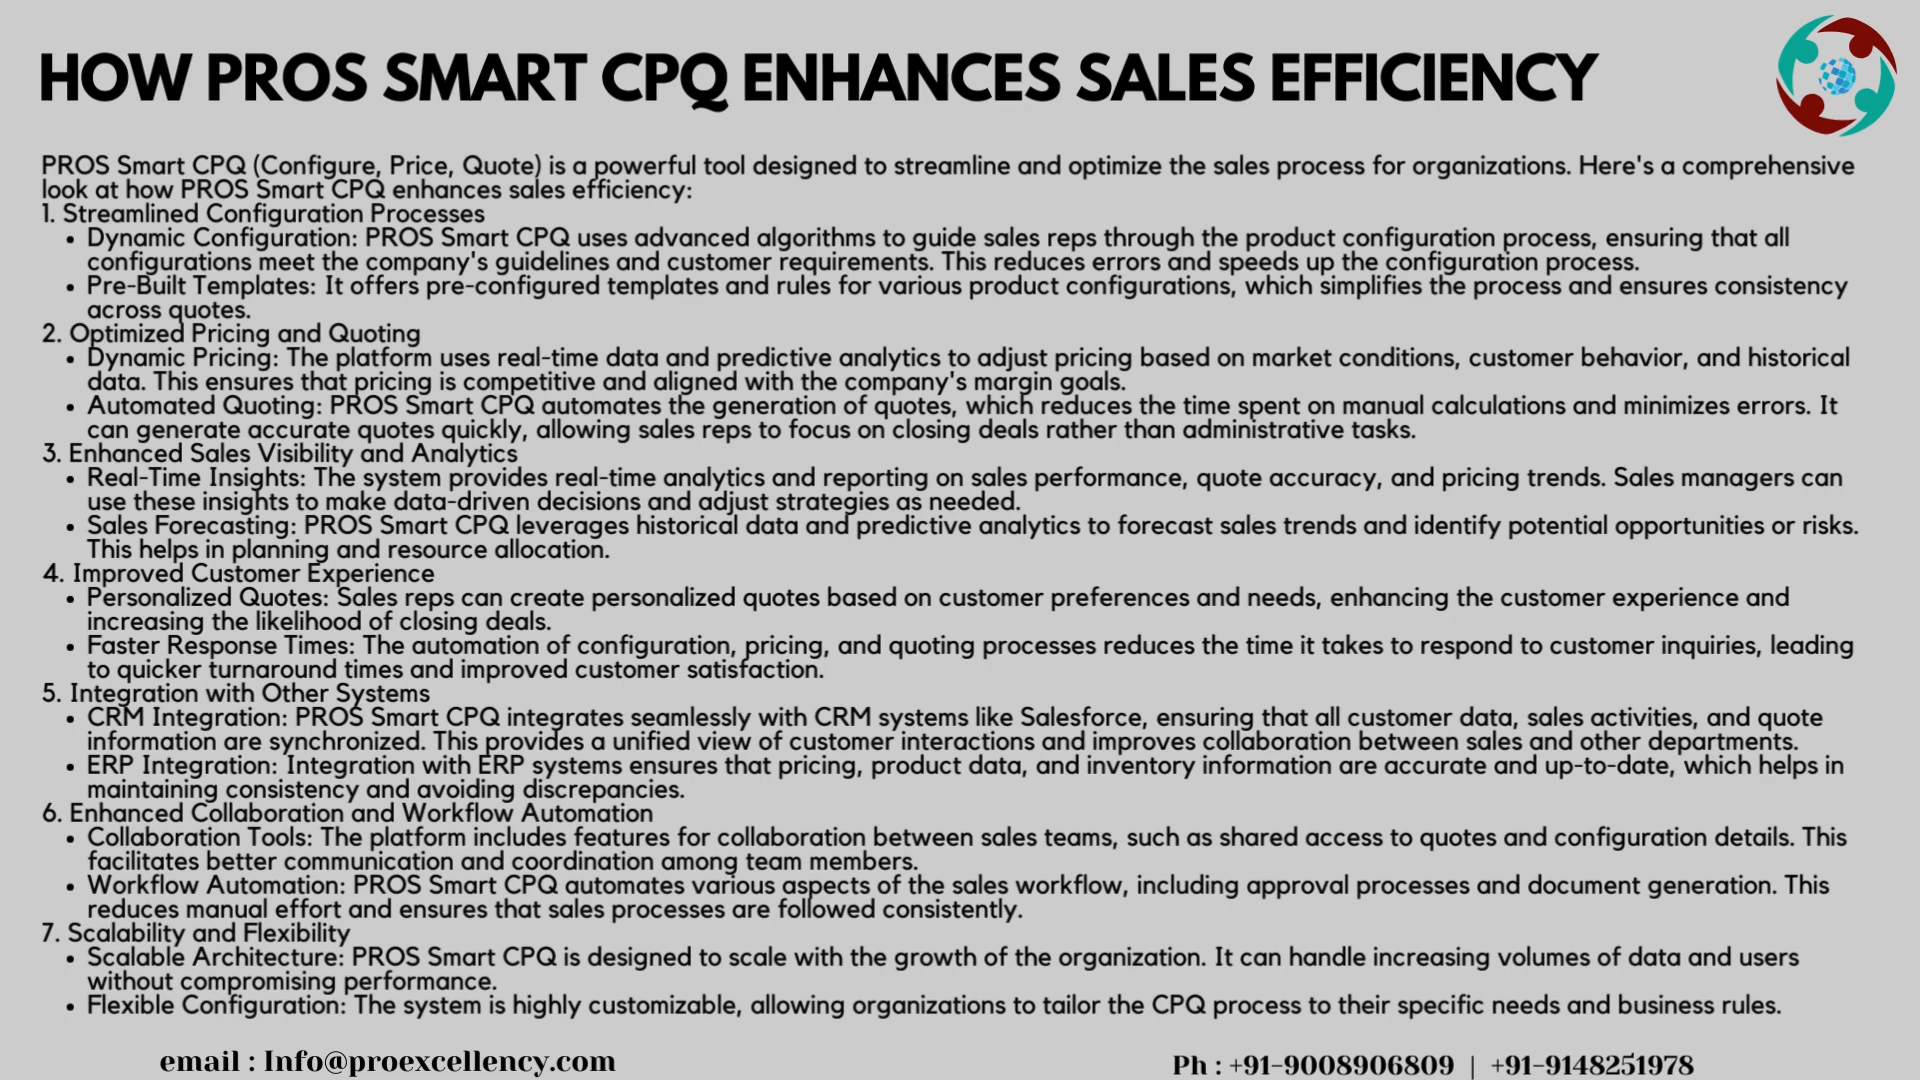 HOW PROS SMART CPQ ENHANCES SALES EFFICIENCY
PROS Smart CPQ (Configure, Price, Quote) is a powerful tool designed to streamline and optimize the sales process for organizations. Here's a comprehensive
look at how PROS Smart CPQ enhances sales efficiency:
1. Streamlined Configuration Processes
• Dynamic Configuration: PROS Smart CPQ uses advanced algorithms to guide sales reps through the product configuration process, ensuring that all
configurations meet the company's guidelines and customer requirements. This reduces errors and speeds up the configuration process.
• Pre-Built Templates: It offers pre-configured templates and rules for various product configurations, which simplifies the process and ensures consistency
across quotes.
2. Optimized Pricing and Quoting
• Dynamic Pricing: The platform uses real-time data and predictive analytics to adjust pricing based on market conditions, customer behavior, and historical
data. This ensures that pricing is competitive and aligned with the company's margin goals.
• Automated Quoting: PROS Smart CPQ automates the generation of quotes, which reduces the time spent on manual calculations and minimizes errors. It
can generate accurate quotes quickly, allowing sales reps to focus on closing deals rather than administrative tasks.
3. Enhanced Sales Visibility and Analytics
• Real-Time Insights: The system provides real-time analytics and reporting on sales performance, quote accuracy, and pricing trends. Sales managers can
use these insights to make data-driven decisions and adjust strategies as needed.
• Sales Forecasting: PROS Smart CPQ leverages historical data and predictive analytics to forecast sales trends and identify potential opportunities or risks.
This helps in planning and resource allocation.
4. Improved Customer Experience
• Personalized Quotes: Sales reps can create personalized quotes based on customer preferences and needs, enhancing the customer experience and
increasing the likelihood of closing deals.
• Faster Response Times: The automation of configuration, pricing, and quoting processes reduces the time it takes to respond to customer inquiries, leading
to quicker turnaround times and improved customer satisfaction.
5. Integration with Other Systems
• CRM Integration: PROS Smart CPQ integrates seamlessly with CRM systems like Salesforce, ensuring that all customer data, sales activities, and quote
information are synchronized. This provides a unified view of customer interactions and improves collaboration between sales and other departments.
• ERP Integration: Integration with ERP systems ensures that pricing, product data, and inventory information are accurate and up-to-date, which helps in
maintaining consistency and avoiding discrepancies.
6. Enhanced Collaboration and Workflow Automation
• Collaboration Tools: The platform includes features for collaboration between sales teams, such as shared access to quotes and configuration details. This
facilitates better communication and coordination among team members.
• Workflow Automation: PROS Smart CPQ automates various aspects of the sales workflow, including approval processes and document generation. This
reduces manual effort and ensures that sales processes are followed consistently.
7. Scalability and Flexibility
• Scalable Architecture: PROS Smart CPQ is designed to scale with the growth of the organization. It can handle increasing volumes of data and users
without compromising performance.
• Flexible Configuration: The system is highly customizable, allowing organizations to tailor the CPQ process to their specific needs and business rules.
email : Info@proexcellency.com
Ph : +91-9008906809 | +91-9148251978